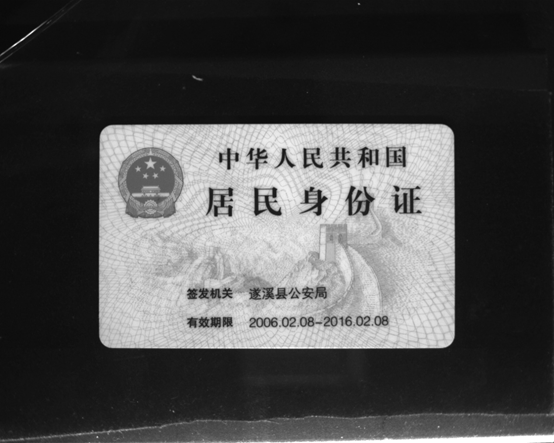 中华人民共和国
居民身份证
签发机关 遂溪县公安局
有效期限 2006.02.08-2016.02.08